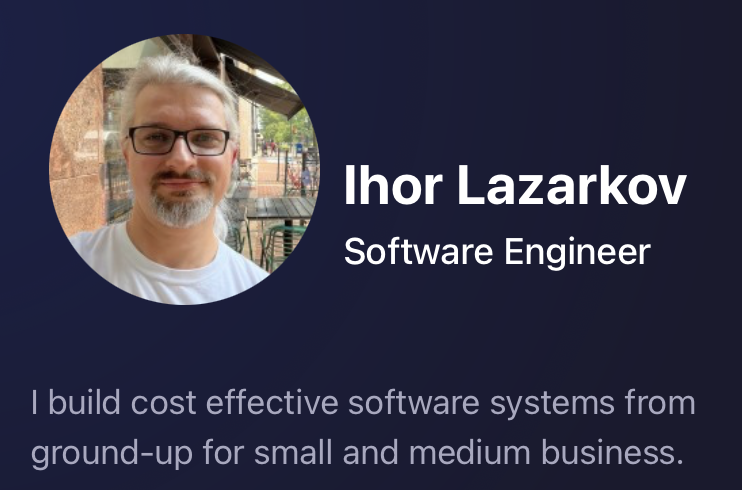 Ihor Lazarkov
Software Engineer
I build cost effective software systems from
ground-up for small and medium business.